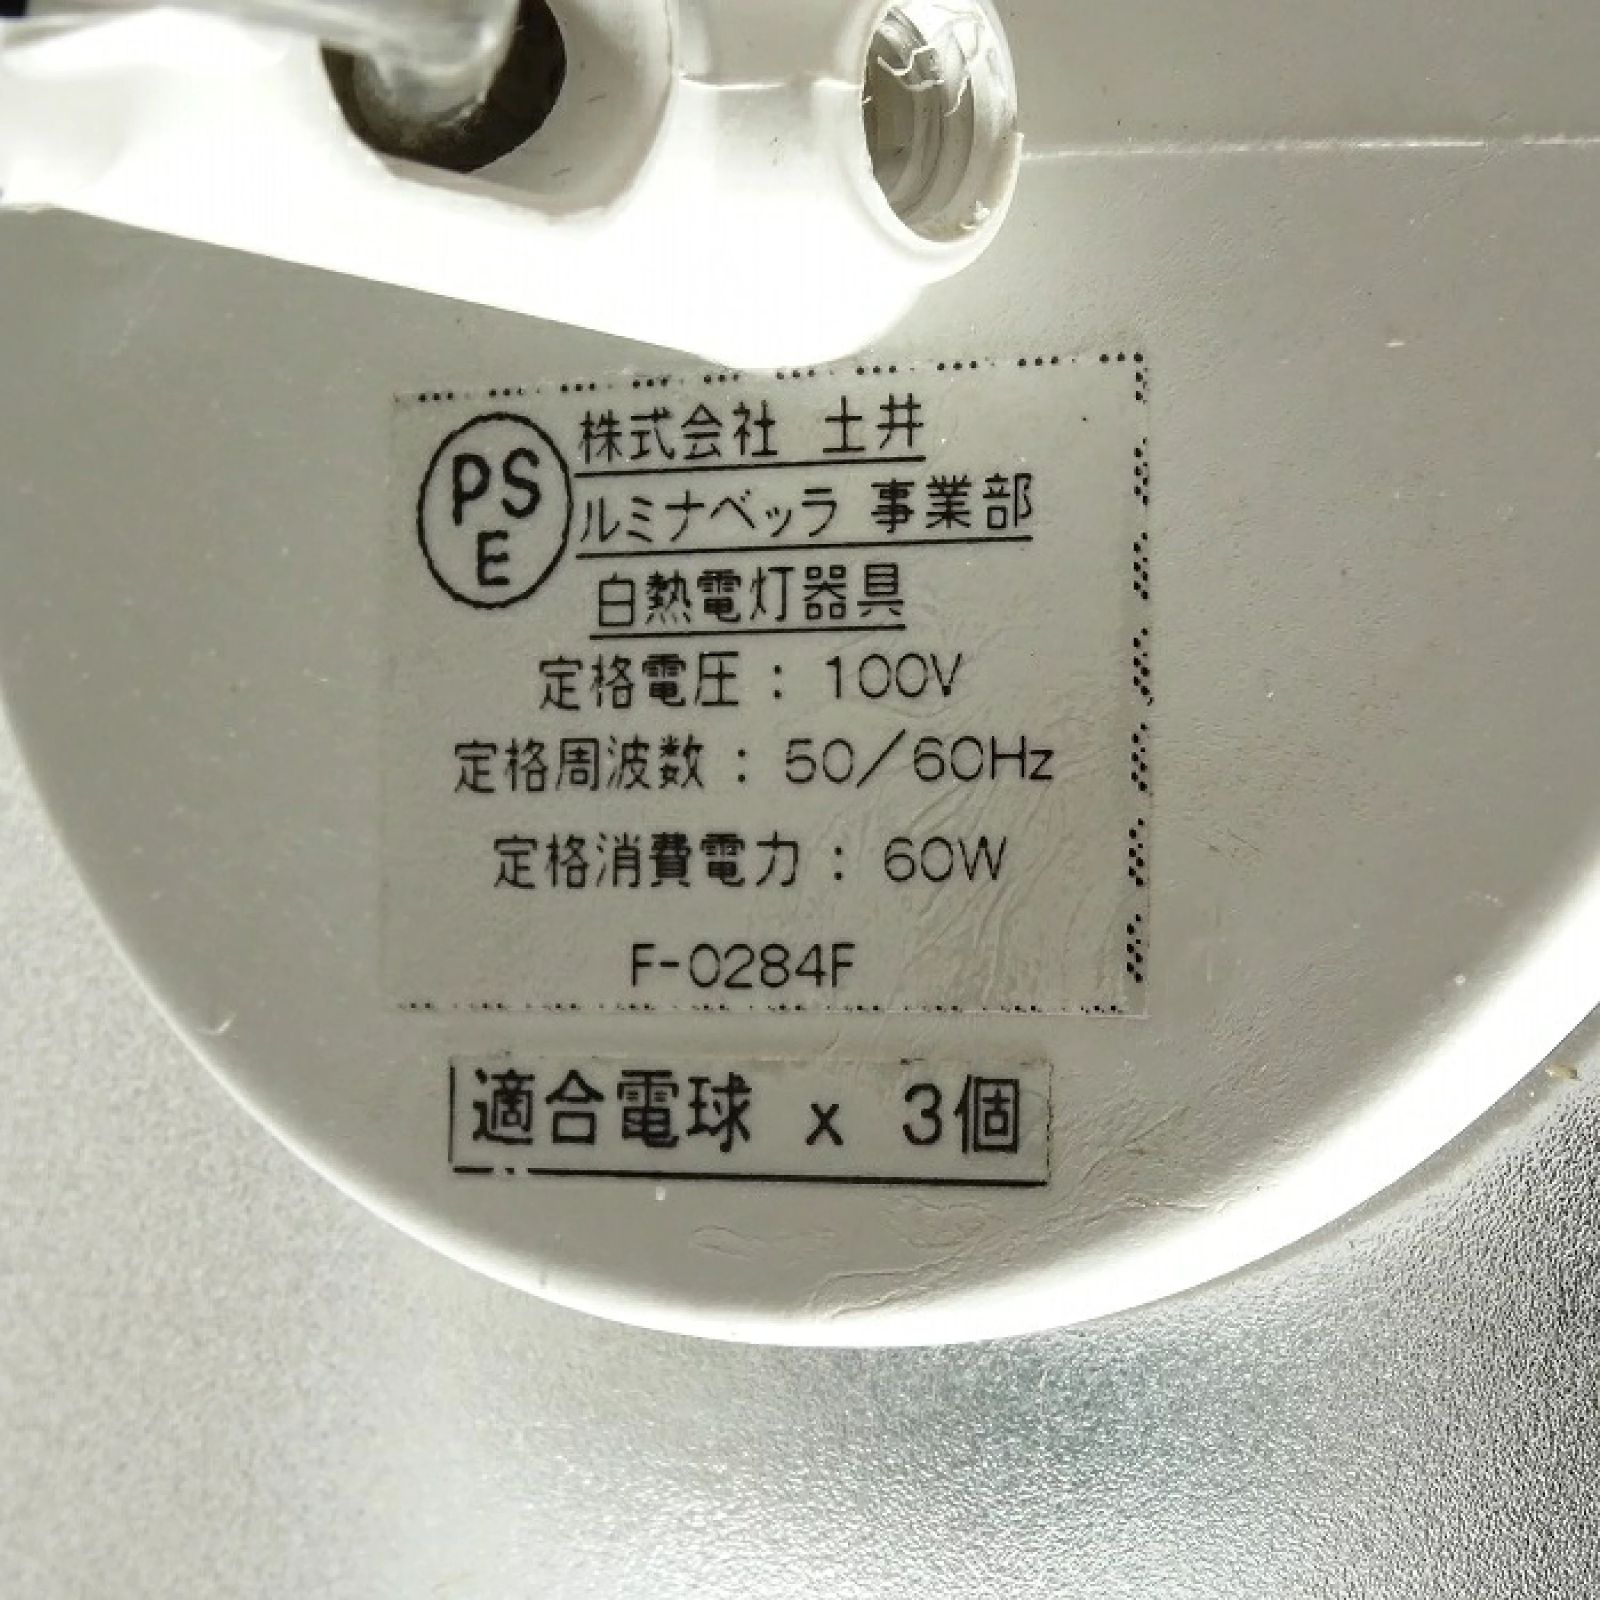 PS
E
株式会社 土井
ルミナベッラ 事業部
白熱電灯器具
定格電圧 : 100V
定格周波数 : 50/60Hz
定格消費電力 : 60W
F-0284F
適合電球 x 3個